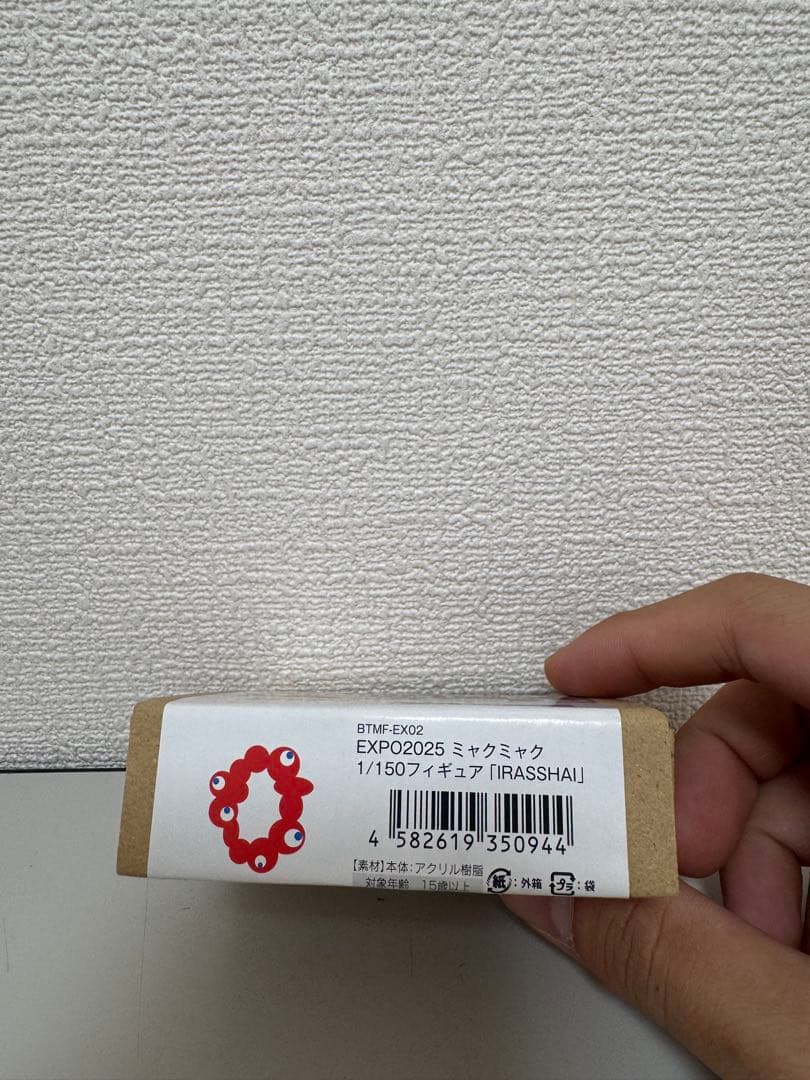 BTMF-EX02
EXPO2025 ミャクミャク
1/150フィギュア「IRASSHAI」
4 582619 350944
【素材】本体:アクリル樹脂
対象年齢 15歳以上
紙:外箱 プラ:袋